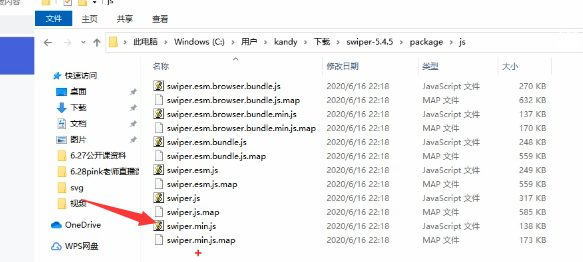 js
文件 主页 共享 查看
此电脑 > Windows (C:) > 用户 > kandy > 下载 > swiper-5.4.5 > package > js
名称 修改日期 类型 大小
快速访问
桌面
下载
文档
图片
6.27公开课资料
6.28pink老师直播
svg
视频
OneDrive
WPS网盘
swiper.esm.browser.bundle.js 2020/6/16 22:18 JavaScript 文件 270 KB
swiper.esm.browser.bundle.js.map 2020/6/16 22:18 MAP 文件 632 KB
swiper.esm.browser.bundle.min.js 2020/6/16 22:18 JavaScript 文件 137 KB
swiper.esm.browser.bundle.min.js.map 2020/6/16 22:18 MAP 文件 170 KB
swiper.esm.bundle.js 2020/6/16 22:18 JavaScript 文件 248 KB
swiper.esm.bundle.js.map 2020/6/16 22:18 MAP 文件 559 KB
swiper.esm.js 2020/6/16 22:18 JavaScript 文件 249 KB
swiper.esm.js.map 2020/6/16 22:18 MAP 文件 559 KB
swiper.js 2020/6/16 22:18 JavaScript 文件 317 KB
swiper.js.map 2020/6/16 22:18 MAP 文件 585 KB
swiper.min.js 2020/6/16 22:18 JavaScript 文件 138 KB
swiper.min.js.map 2020/6/16 22:18 MAP 文件 173 KB